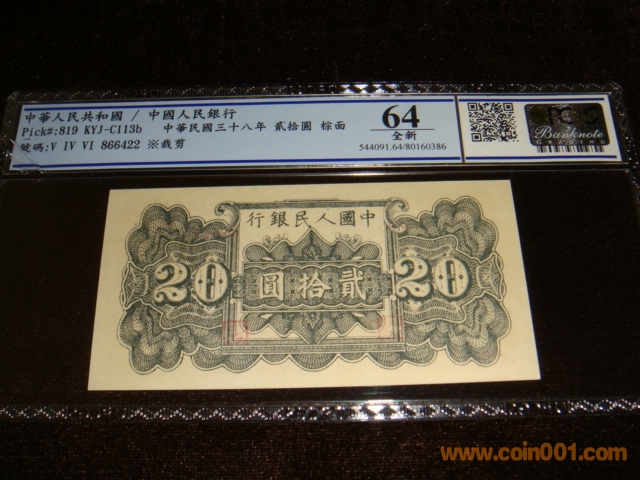 中華人民共和國 / 中國人民銀行
Pick#:819 KYJ-C113b 中華民國三十八年 貳拾圓 棕面
號碼:V IV VI 866422 ※裁剪
64
全新
544091.64/80160386
PCGS
Banknote
GRADING
行銀民人國中
20 圓拾貳 20
www.coin001.com